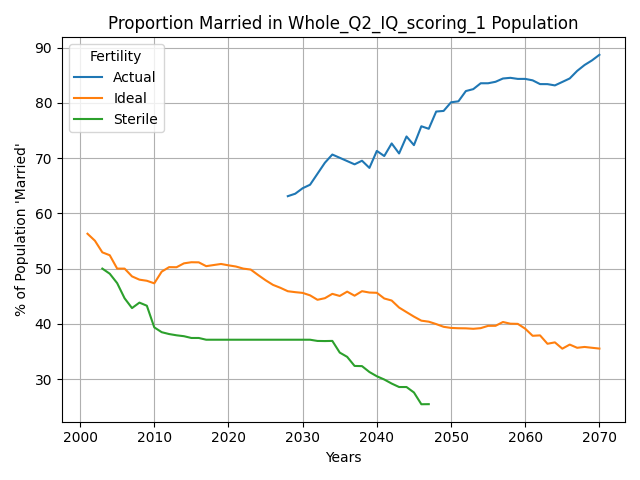 Proportion Married in Whole_Q2_IQ_scoring_1 Population
Fertility
Actual
Ideal
Sterile
% of Population 'Married'
90
80
70
60
50
40
30
2000 2010 2020 2030 2040 2050 2060 2070
Years